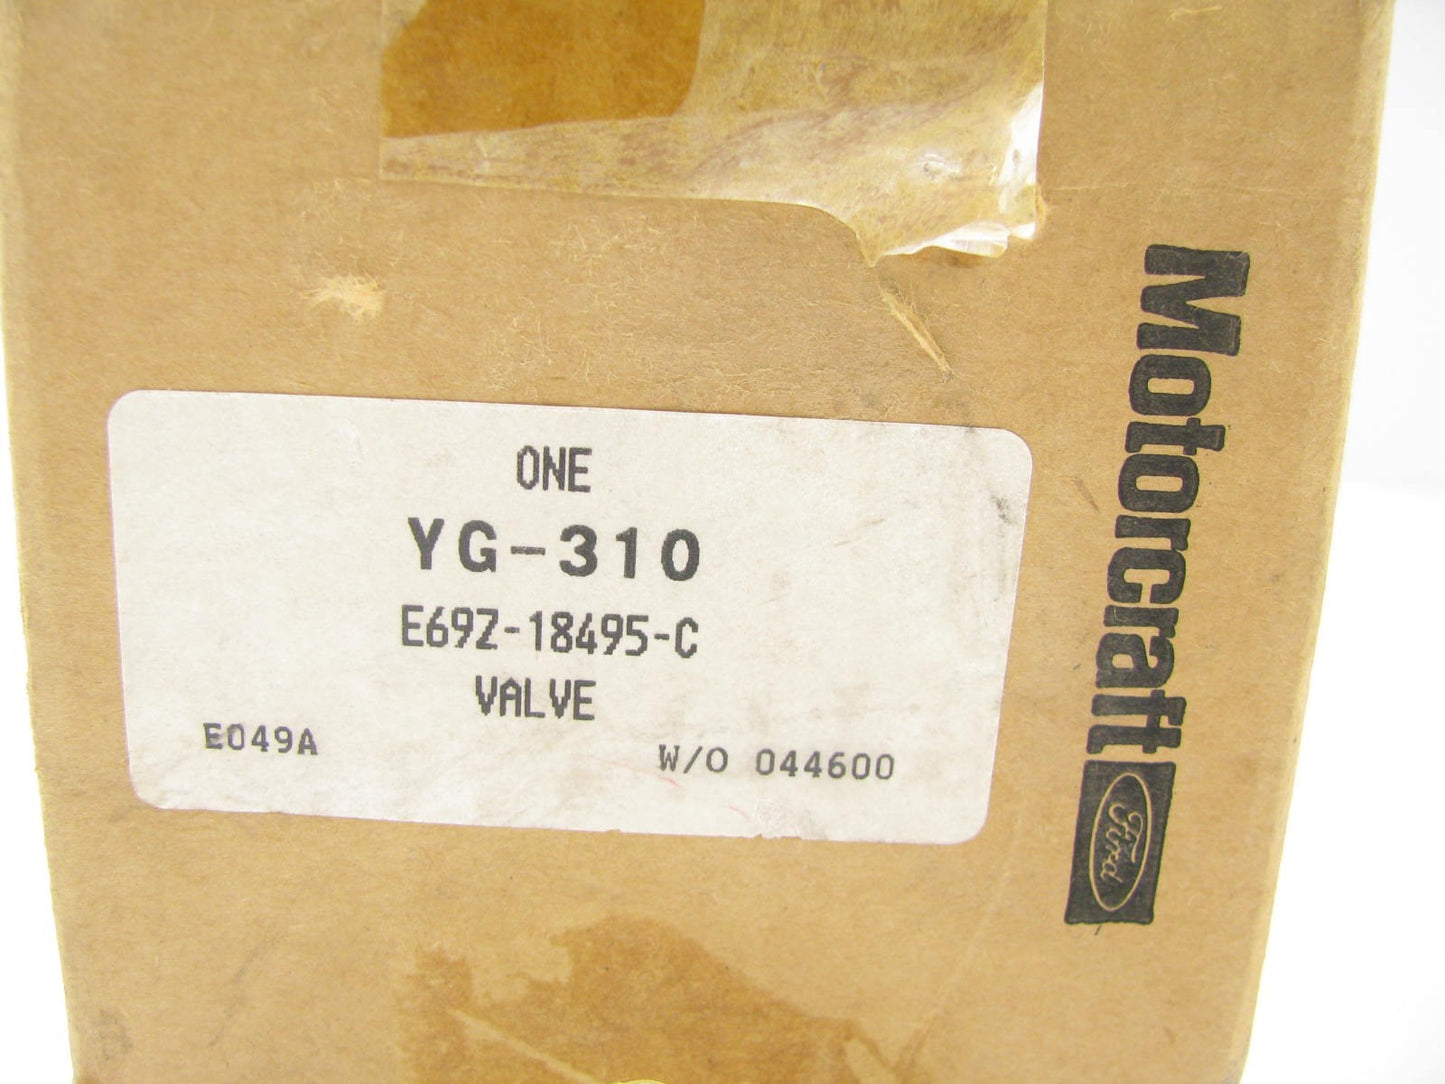 ONE
YG-310
E69Z-18495-C
VALVE
E049A W/O 044600
Motorcraft
Ford